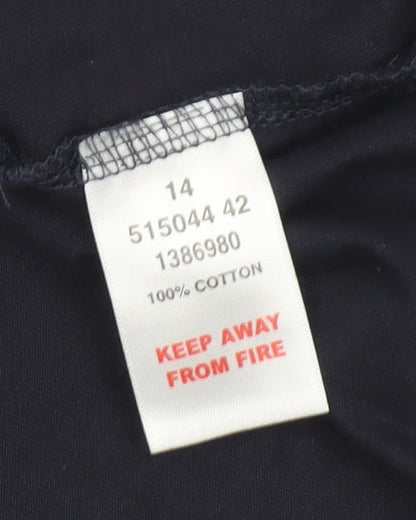 14
515044 42
1386980
100% COTTON
KEEP AWAY
FROM FIRE